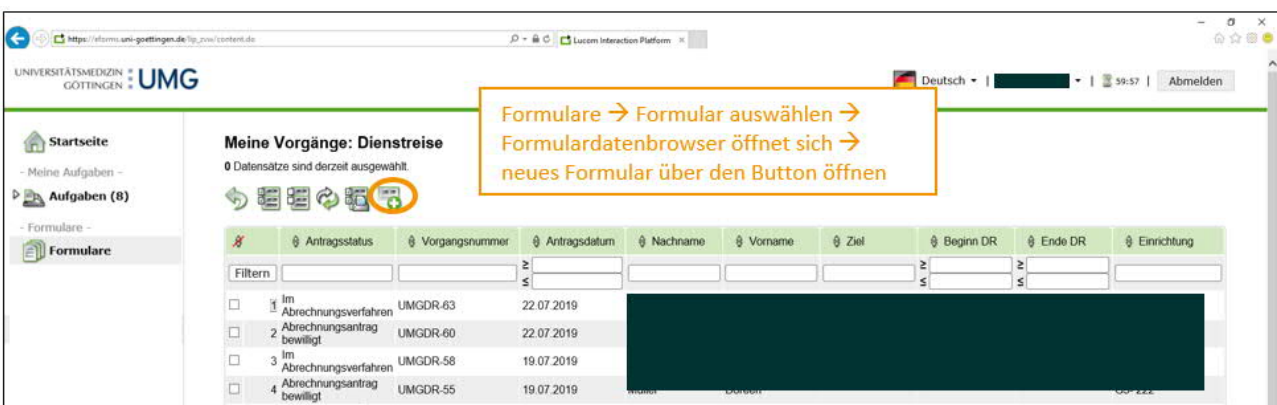 https://eforms.uni-goettingen.de/lip_zvw/content.do
Lucom Interaction Platform
UNIVERSITÄTSMEDIZIN
GÖTTINGEN
UMG
Deutsch
59:57
Abmelden
Formulare → Formular auswählen →
Formulardatenbrowser öffnet sich →
neues Formular über den Button öffnen
Startseite
- Meine Aufgaben -
Aufgaben (8)
- Formulare -
Formulare
Meine Vorgänge: Dienstreise
0 Datensätze sind derzeit ausgewählt.
Antragsstatus Vorgangsnummer Antragsdatum Nachname Vorname Ziel Beginn DR Ende DR Einrichtung
Filtern ≥ ≤ ≥ ≤ ≥ ≤
1 Im Abrechnungsverfahren UMGDR-63 22.07.2019
2 Abrechnungsantrag bewilligt UMGDR-60 22.07.2019
3 Im Abrechnungsverfahren UMGDR-58 19.07.2019
4 Abrechnungsantrag bewilligt UMGDR-55 19.07.2019